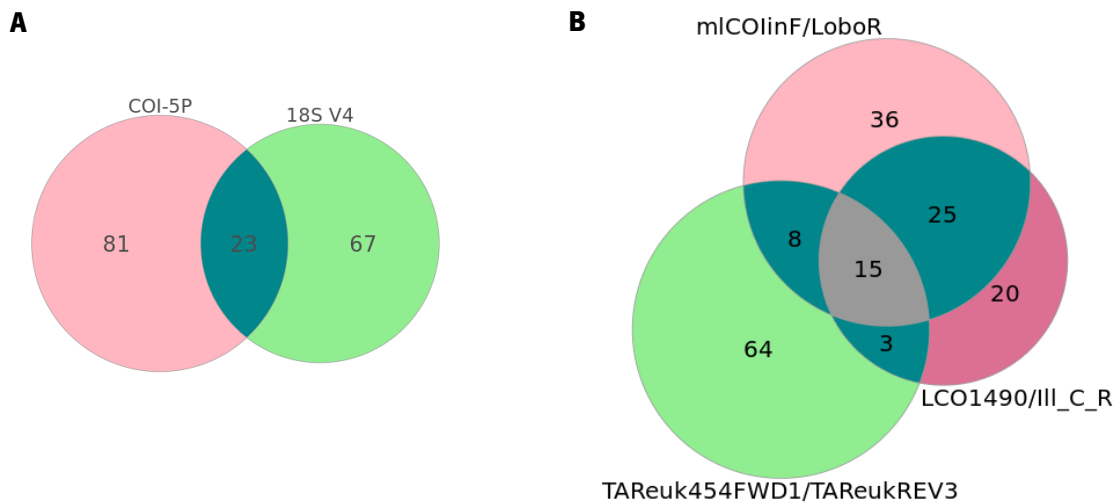 A
COI-5P
18S V4
81
23
67
B
mlCOIinF/LoboR
36
25
8
15
20
3
64
LCO1490/Ill_C_R
TAReuk454FWD1/TAReukREV3